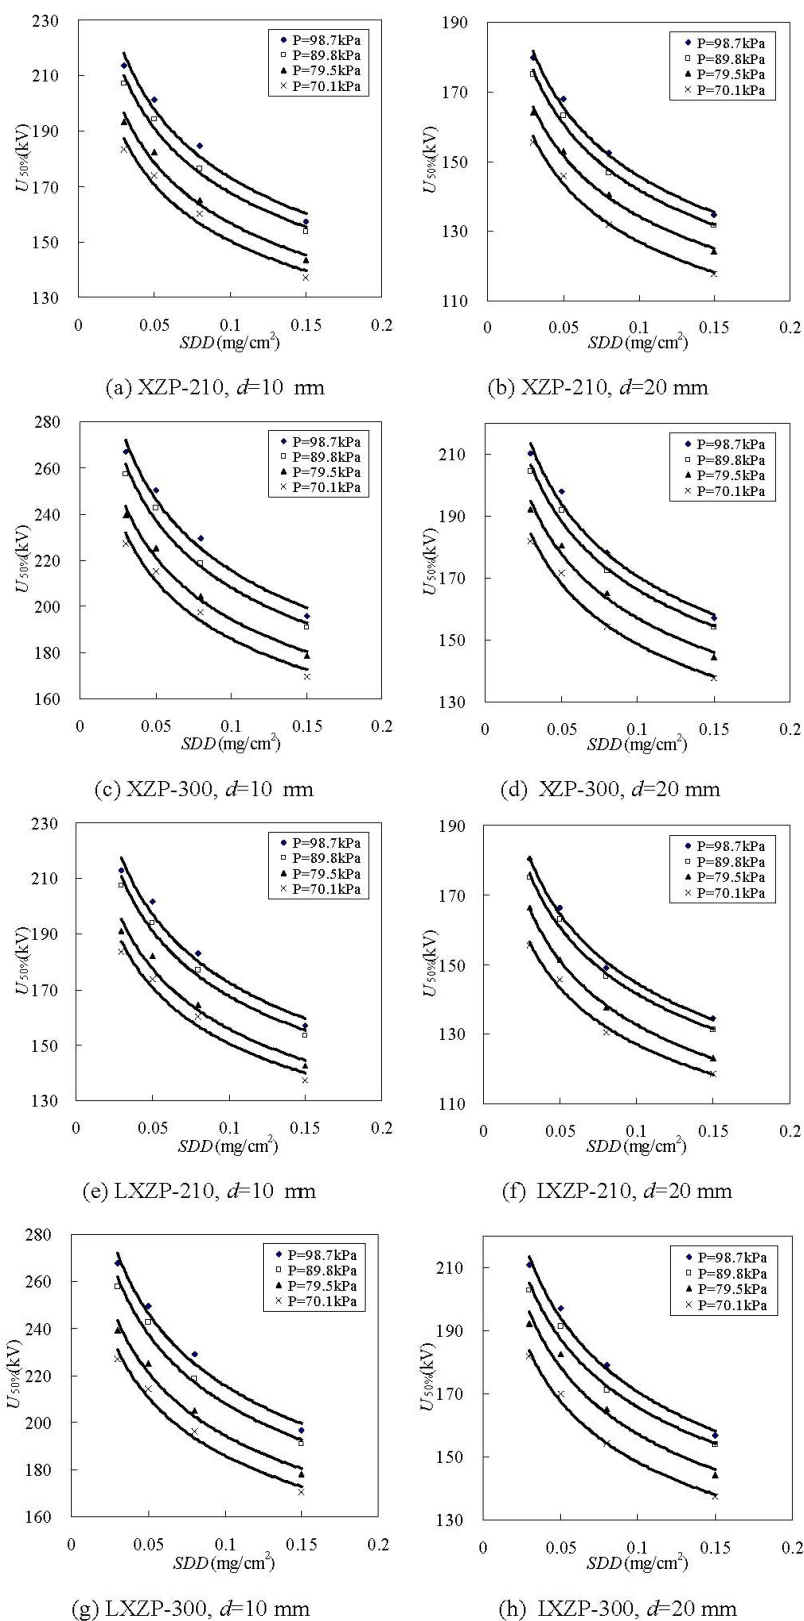 230
210
190
170
150
130
U50%(kV)
P=98.7kPa
P=89.8kPa
P=79.5kPa
P=70.1kPa
0 0.05 0.1 0.15 0.2
SDD(mg/cm2)
(a) XZP-210, d=10 mm
190
170
150
130
110
U50%(kV)
P=98.7kPa
P=89.8kPa
P=79.5kPa
P=70.1kPa
0 0.05 0.1 0.15 0.2
SDD(mg/cm2)
(b) XZP-210, d=20 mm
280
260
240
220
200
180
160
U50%(kV)
P=98.7kPa
P=89.8kPa
P=79.5kPa
P=70.1kPa
0 0.05 0.1 0.15 0.2
SDD(mg/cm2)
(c) XZP-300, d=10 mm
210
190
170
150
130
U50%(kV)
P=98.7kPa
P=89.8kPa
P=79.5kPa
P=70.1kPa
0 0.05 0.1 0.15 0.2
SDD(mg/cm2)
(d) XZP-300, d=20 mm
230
210
190
170
150
130
U50%(kV)
P=98.7kPa
P=89.8kPa
P=79.5kPa
P=70.1kPa
0 0.05 0.1 0.15 0.2
SDD(mg/cm2)
(e) LXZP-210, d=10 mm
190
170
150
130
110
U50%(kV)
P=98.7kPa
P=89.8kPa
P=79.5kPa
P=70.1kPa
0 0.05 0.1 0.15 0.2
SDD(mg/cm2)
(f) LXZP-210, d=20 mm
280
260
240
220
200
180
160
U50%(kV)
P=98.7kPa
P=89.8kPa
P=79.5kPa
P=70.1kPa
0 0.05 0.1 0.15 0.2
SDD(mg/cm2)
(g) LXZP-300, d=10 mm
210
190
170
150
130
U50%(kV)
P=98.7kPa
P=89.8kPa
P=79.5kPa
P=70.1kPa
0 0.05 0.1 0.15 0.2
SDD(mg/cm2)
(h) LXZP-300, d=20 mm